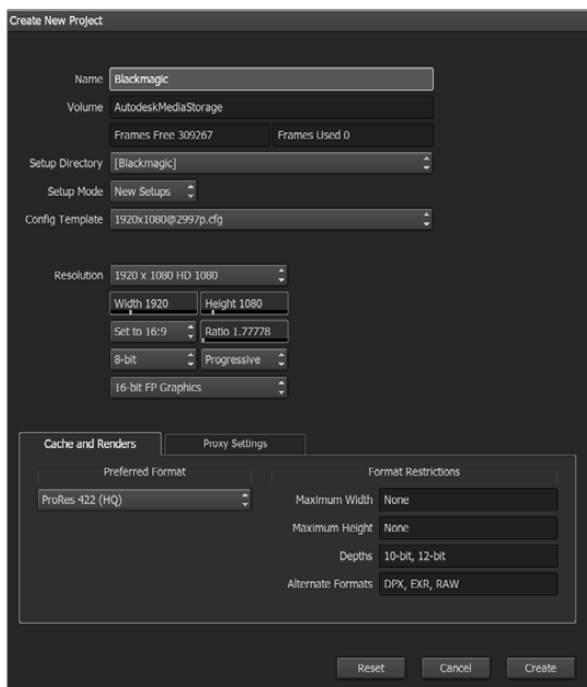 Create New Project
Name Blackmagic
Volume AutodeskMediaStorage
Frames Free 309267 Frames Used 0
Setup Directory [Blackmagic]
Setup Mode New Setups
Config Template 1920x1080@2997p.cfg
Resolution 1920 x 1080 HD 1080
Width 1920 Height 1080
Set to 16:9 Ratio 1.77778
8-bit Progressive
16-bit FP Graphics
Cache and Renders Proxy Settings
Preferred Format Format Restrictions
ProRes 422 (HQ) Maximum Width None
Maximum Height None
Depths 10-bit, 12-bit
Alternate Formats DPX, EXR, RAW
Reset Cancel Create